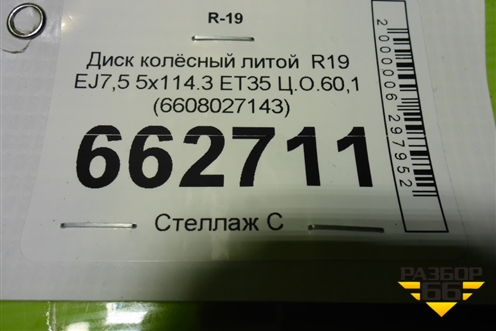 R-19
Диск колёсный литой R19
EJ7,5 5x114.3 ET35 Ц.О.60,1
(6608027143)
662711
Стеллаж С
2000006297952
РАЗБОР
66